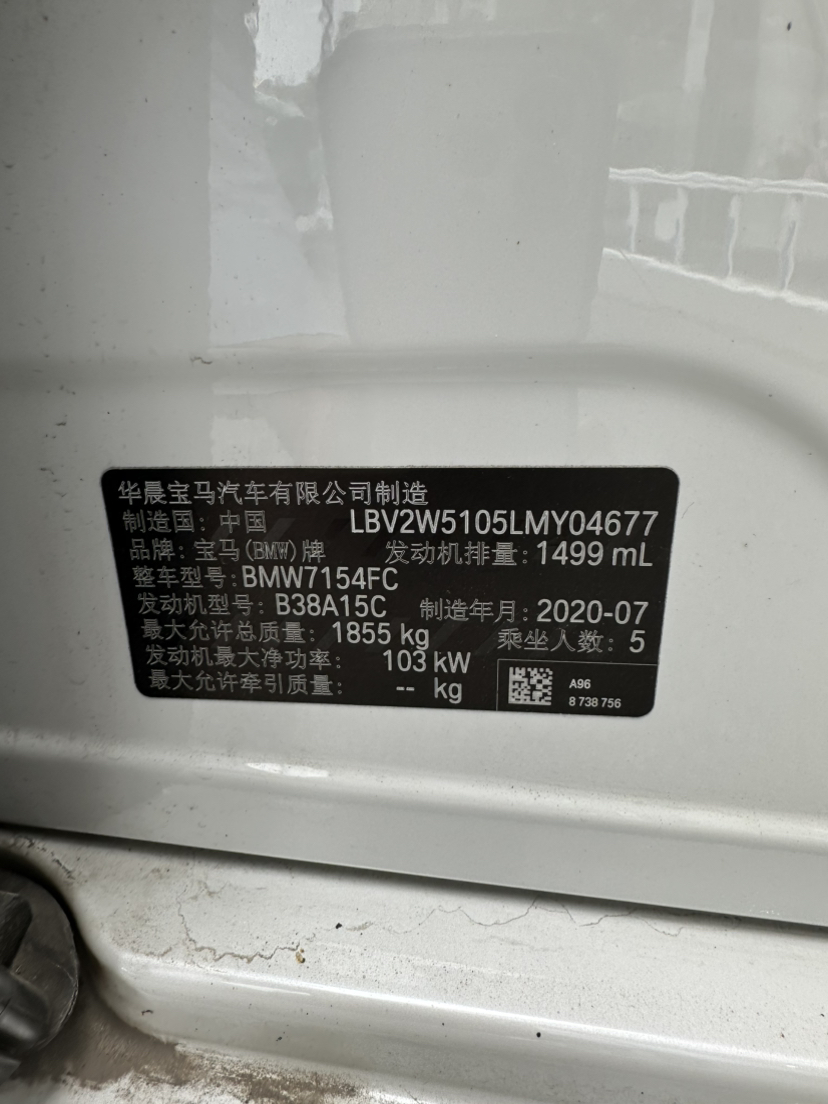 华晨宝马汽车有限公司制造
制造国：中国 LBV2W5105LMY04677
品牌：宝马(BMW)牌 发动机排量：1499 mL
整车型号：BMW7154FC
发动机型号：B38A15C 制造年月：2020-07
最大允许总质量：1855 kg 乘坐人数：5
发动机最大净功率：103 kW
最大允许牵引质量：-- kg
A96
8 738 756